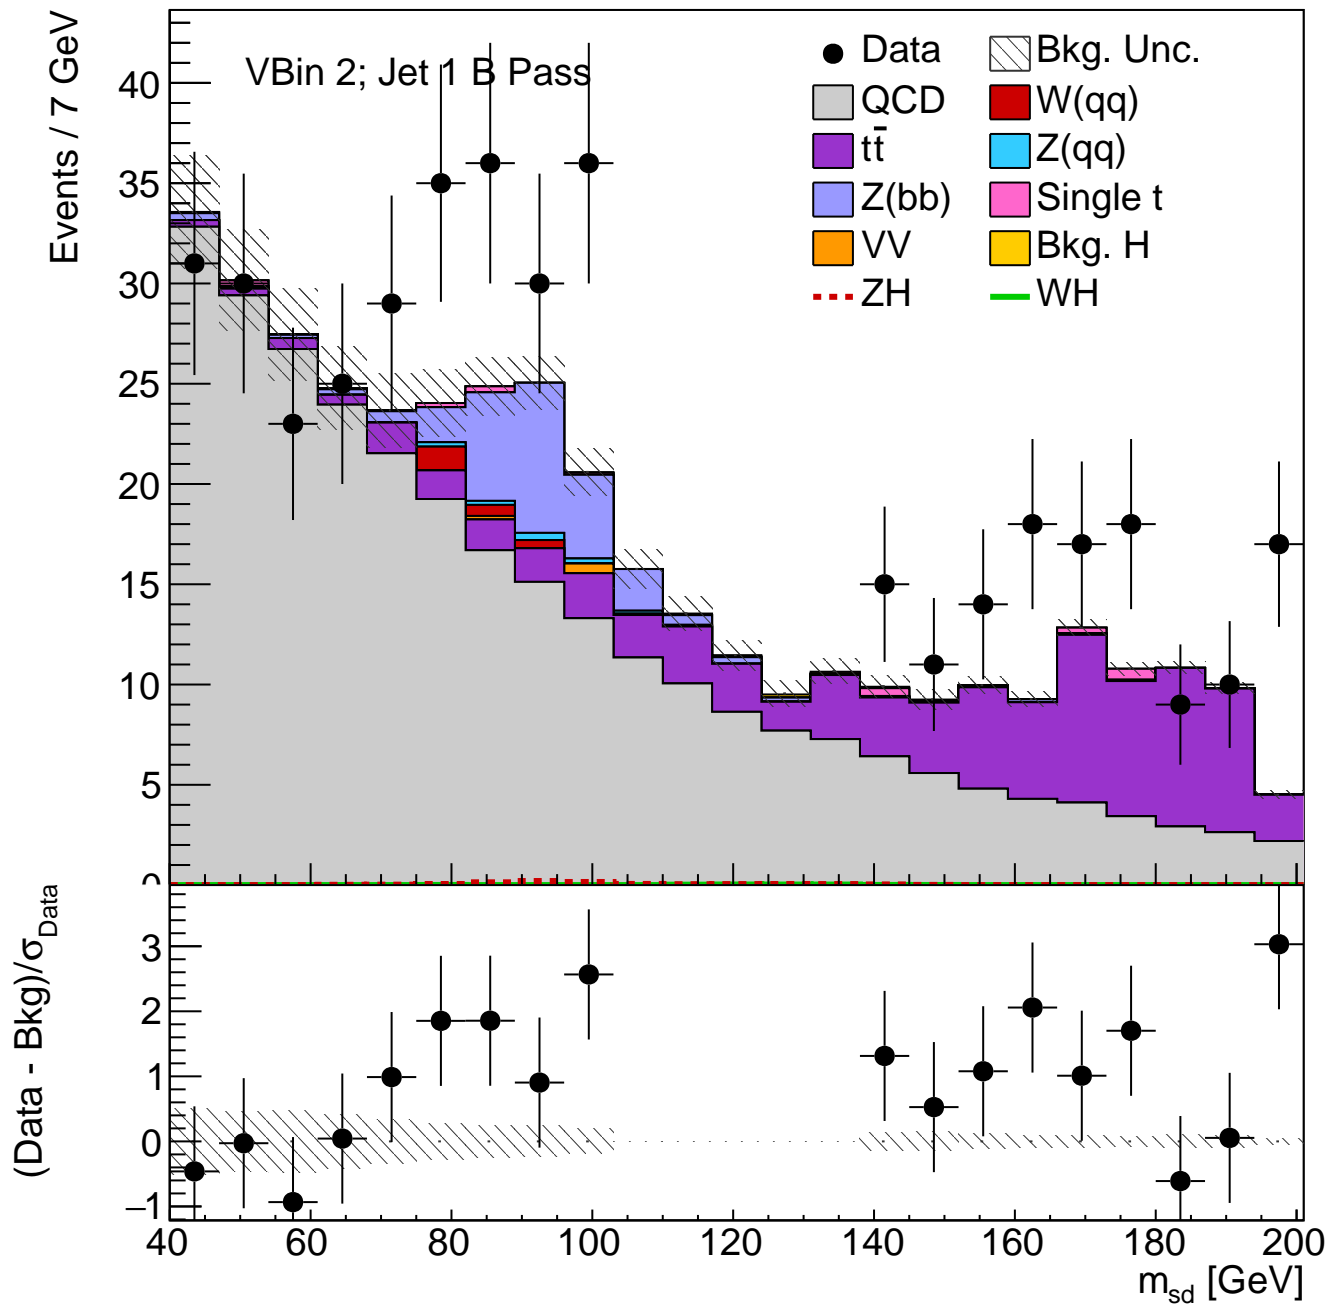 Events / 7 GeV
VBin 2; Jet 1 B Pass
Data
Bkg. Unc.
QCD
W(qq)
tt̄
Z(qq)
Z(bb)
Single t
VV
Bkg. H
ZH
WH
40
35
30
25
20
15
10
5
0
(Data - Bkg)/σ_Data
3
2
1
0
−1
40 60 80 100 120 140 160 180 200
m_sd [GeV]